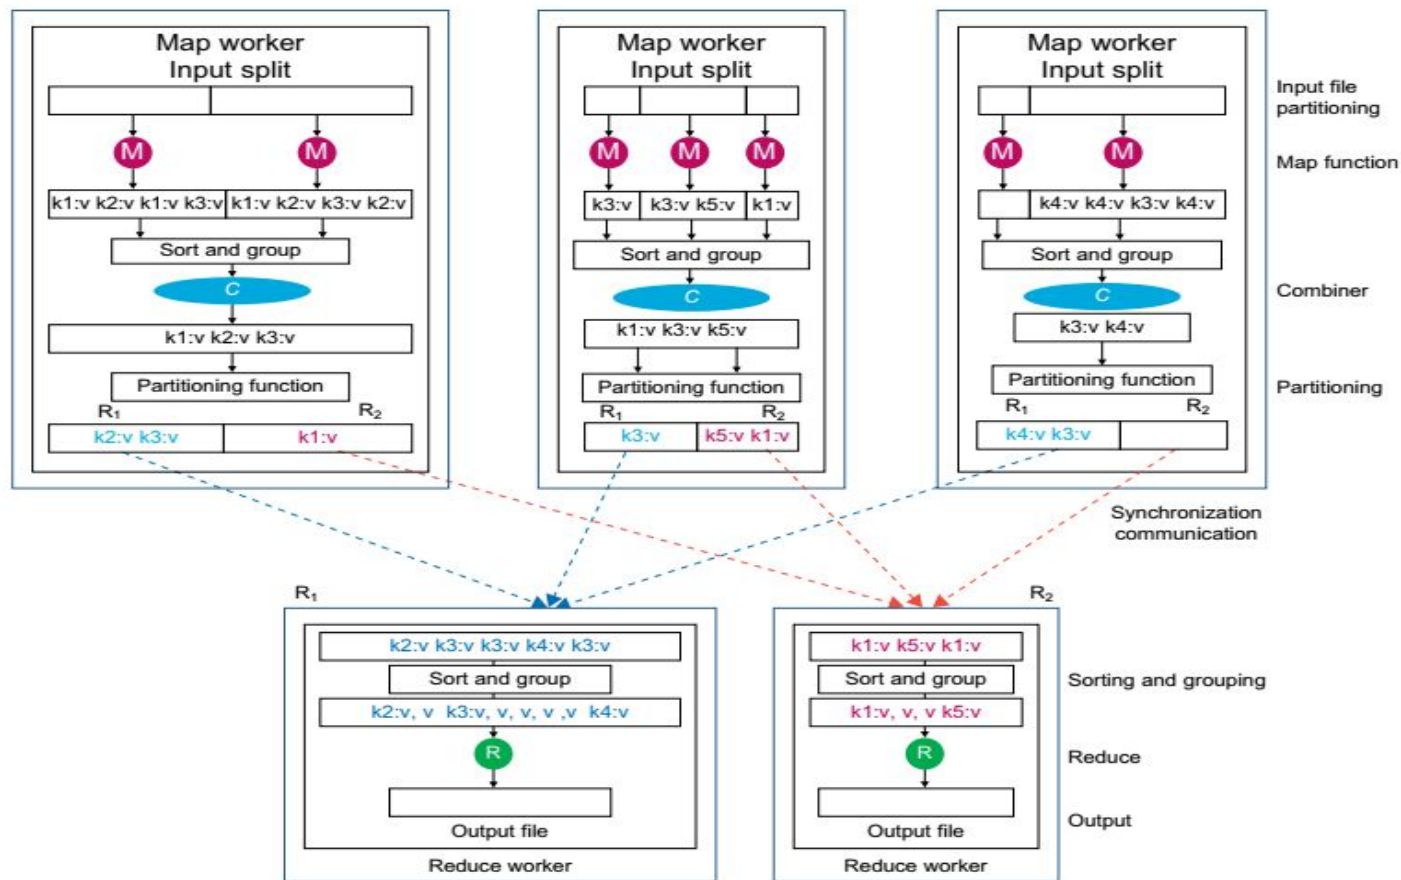 Map worker
Input split
M
M
k1:v k2:v k1:v k3:v
k1:v k2:v k3:v k2:v
Sort and group
C
k1:v k2:v k3:v
Partitioning function
R₁
R₂
k2:v k3:v
k1:v
Map worker
Input split
M
M
M
k3:v
k3:v k5:v
k1:v
Sort and group
C
k1:v k3:v k5:v
Partitioning function
R₁
R₂
k3:v
k5:v k1:v
Map worker
Input split
M
M
k4:v k4:v k3:v k4:v
Sort and group
C
k3:v k4:v
Partitioning function
R₁
R₂
k4:v k3:v
Input file
partitioning
Map function
Combiner
Partitioning
Synchronization
communication
R₁
k2:v k3:v k3:v k4:v k3:v
Sort and group
k2:v, v k3:v, v, v, v ,v k4:v
R
Output file
Reduce worker
R₂
k1:v k5:v k1:v
Sort and group
k1:v, v, v k5:v
R
Output file
Reduce worker
Sorting and grouping
Reduce
Output